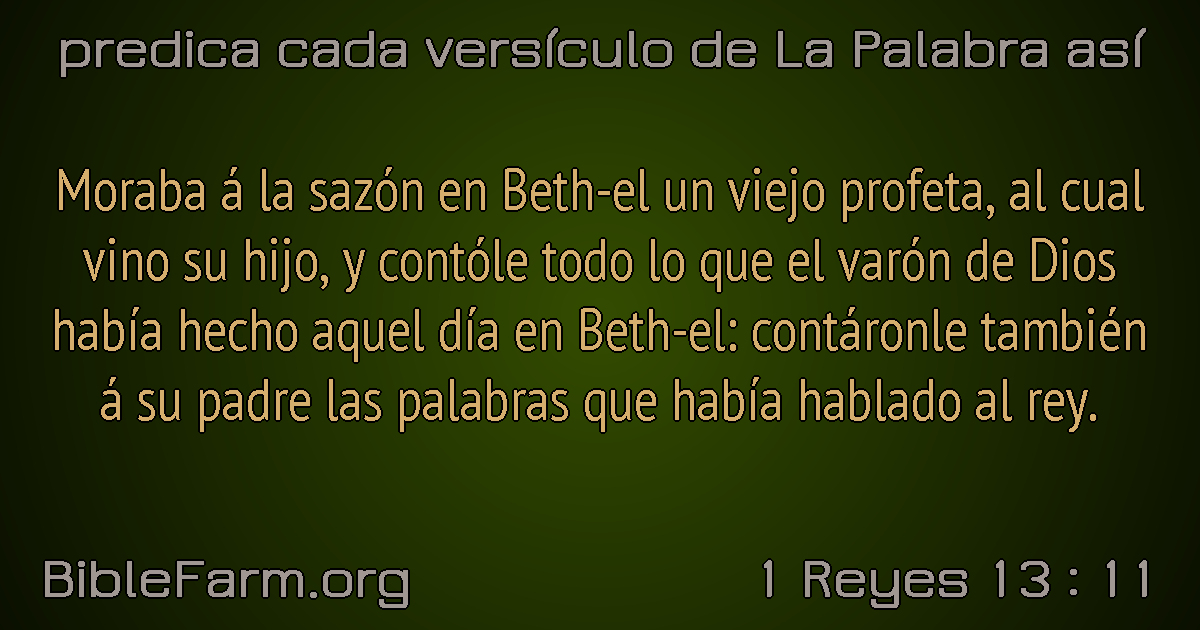 predica cada versículo de La Palabra así
Moraba á la sazón en Beth-el un viejo profeta, al cual
vino su hijo, y contóle todo lo que el varón de Dios
había hecho aquel día en Beth-el: contáronle también
á su padre las palabras que había hablado al rey.
BibleFarm.org
1 Reyes 13 : 11